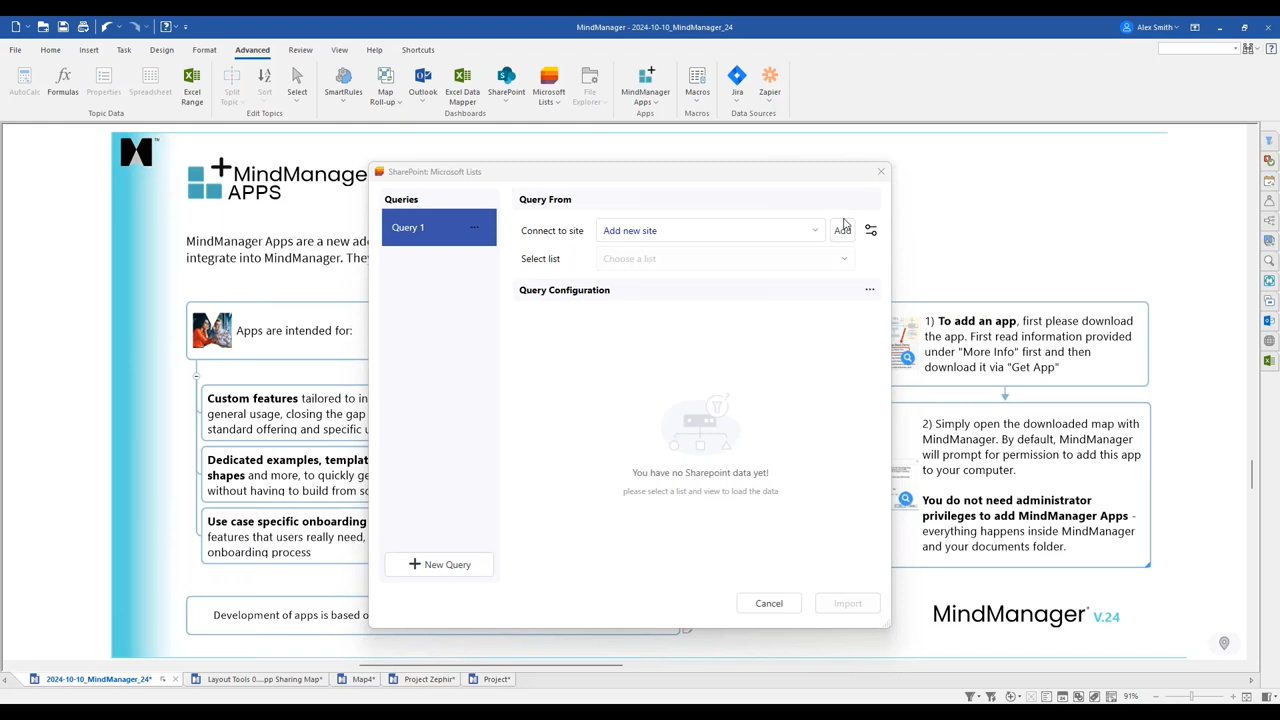 MindManager - 2024-10-10_MindManager_24
Alex Smith
File Home Insert Task Design Format Advanced Review View Help Shortcuts
AutoCalc Formulas Properties Spreadsheet Excel Range
Split Topic Sort Select
SmartRules Map Roll-up Outlook Excel Data Mapper SharePoint Microsoft Lists File Explorer
MindManager Apps Macros Jira Zapier
Topic Data Edit Topics Dashboards Apps Macros Data Sources
MindManager
APPS
MindManager Apps are a new ad
integrate into MindManager. They
Apps are intended for:
Custom features tailored to in
general usage, closing the gap
standard offering and specific u
Dedicated examples, templat
shapes and more, to quickly ge
without having to build from sc
Use case specific onboarding
features that users really need,
onboarding process
Development of apps is based o
SharePoint: Microsoft Lists
Queries
Query 1
New Query
Query From
Connect to site Add new site Add
Select list Choose a list
Query Configuration
You have no Sharepoint data yet!
please select a list and view to load the data
Cancel Import
1) To add an app, first please download
the app. First read information provided
under "More Info" first and then
download it via "Get App"
2) Simply open the downloaded map with
MindManager. By default, MindManager
will prompt for permission to add this app
to your computer.
You do not need administrator
privileges to add MindManager Apps -
everything happens inside MindManager
and your documents folder.
MindManager® V.24
2024-10-10_MindManager_24* Layout Tools 0....pp Sharing Map* Map4* Project Zephir* Project*
91%